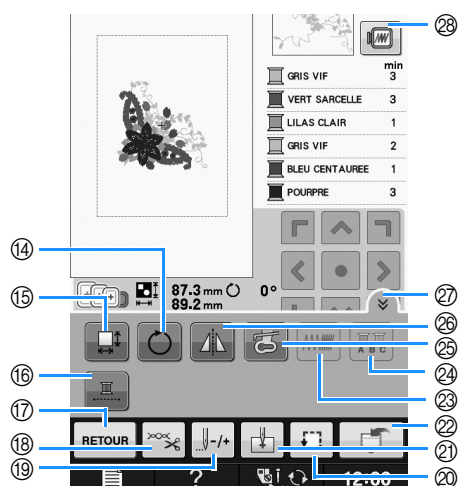 28
min
GRIS VIF 3
VERT SARCELLE 3
LILAS CLAIR 1
GRIS VIF 2
BLEU CENTAUREE 1
POURPRE 3
14
15
87.3 mm 0°
89.2 mm
27
26
25
A B C
24
23
16
17
RETOUR
-/+
22
18
19
?
12:00
21
20